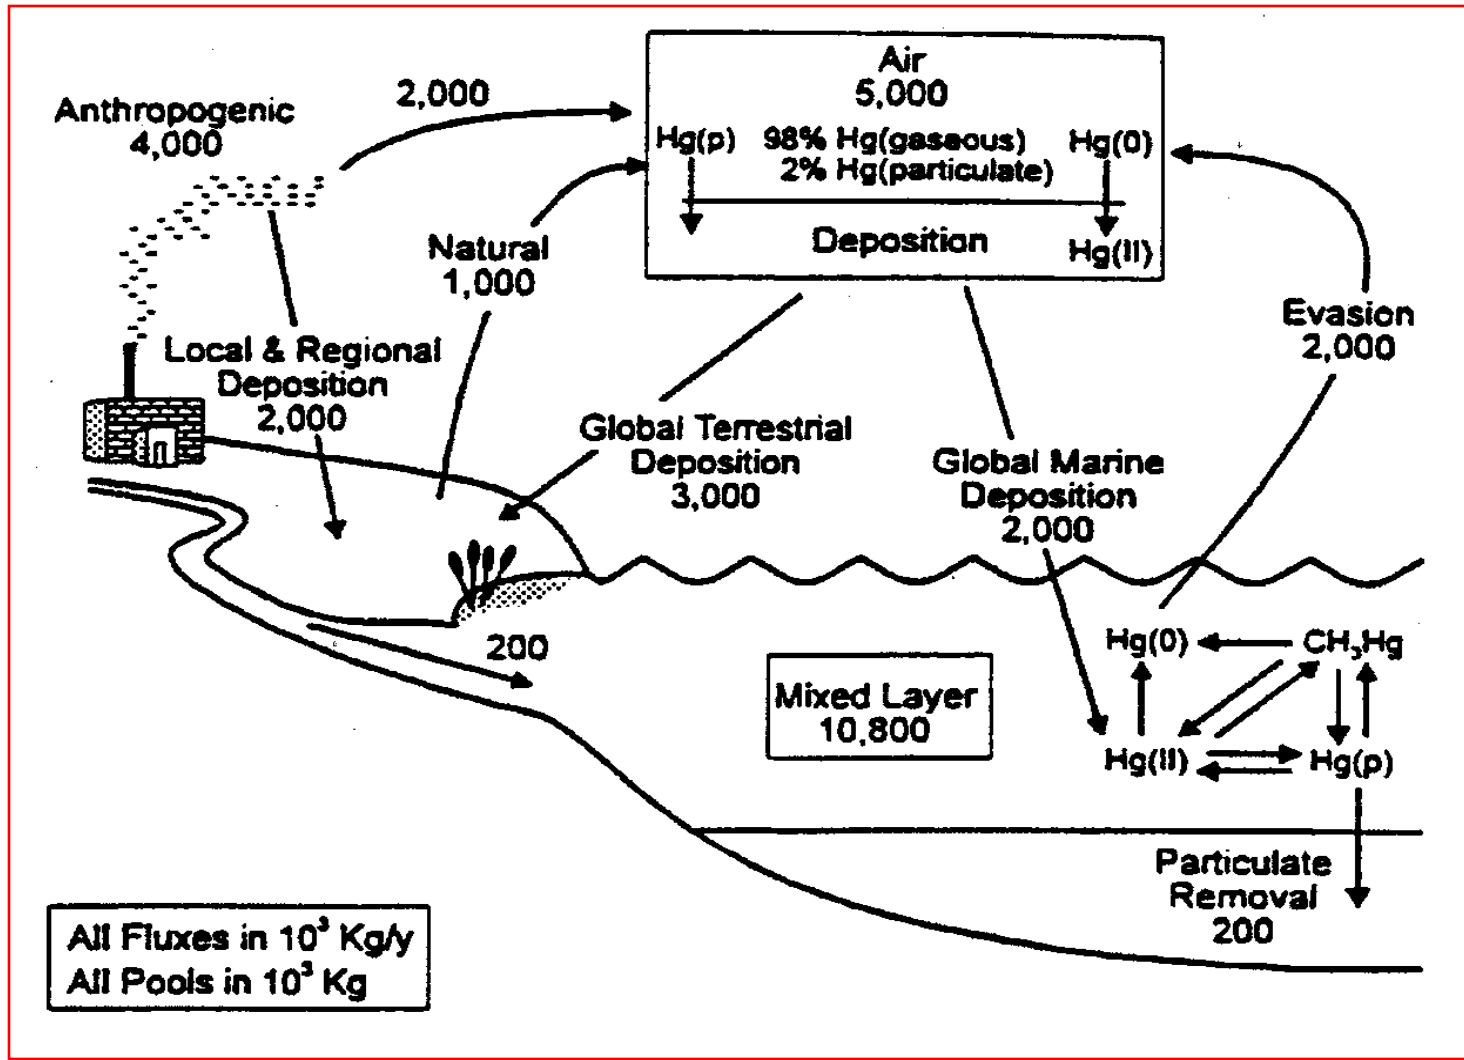 Anthropogenic
4,000
2,000
Air
5,000
Hg(p)
98% Hg(gaseous)
2% Hg(particulate)
Hg(0)
Deposition
Hg(II)
Natural
1,000
Evasion
2,000
Local & Regional
Deposition
2,000
Global Terrestrial
Deposition
3,000
Global Marine
Deposition
2,000
200
Mixed Layer
10,800
Hg(0)
CH₃Hg
Hg(II)
Hg(p)
Particulate
Removal
200
All Fluxes in 10³ Kg/y
All Pools in 10³ Kg